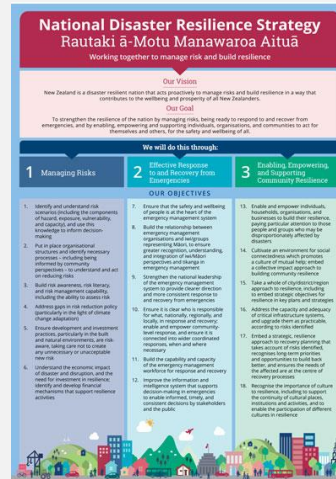 National Disaster Resilience Strategy
Rautaki ā-Motu Manawaroa Aituā
Working together to manage risk and build resilience
Our Vision
New Zealand is a disaster resilient nation that acts proactively to manage risks and build resilience in a way that
contributes to the wellbeing and prosperity of all New Zealanders.
Our Goal
To strengthen the resilience of the nation by managing risks, being ready to respond to and recover from
emergencies, and by enabling, empowering and supporting individuals, organisations, and communities to act for
themselves and others, for the safety and wellbeing of all.
We will do this through:
1 Managing Risks
2 Effective Response
to and Recovery from
Emergencies
3 Enabling, Empowering,
and Supporting
Community Resilience
OUR OBJECTIVES
1. Identify and understand risk
scenarios (including the components
of hazard, exposure, vulnerability,
and capacity), and use this
knowledge to inform decision-
making
2. Put in place organisational
structures and identify necessary
processes – including being
informed by community
perspectives – to understand and act
on reducing risks
3. Build risk awareness, risk literacy,
and risk management capability,
including the ability to assess risk
4. Address gaps in risk reduction policy
(particularly in the light of climate
change adaptation)
5. Ensure development and investment
practices, particularly in the built
and natural environments, are risk-
aware, taking care not to create
any unnecessary or unacceptable
new risk
6. Understand the economic impact
of disaster and disruption, and the
need for investment in resilience;
identify and develop financial
mechanisms that support resilience
activities
7. Ensure that the safety and wellbeing
of people is at the heart of the
emergency management system
8. Build the relationship between
emergency management
organisations and iwi/groups
representing Māori, to ensure
greater recognition, understanding,
and integration of iwi/Māori
perspectives and tikanga in
emergency management
9. Strengthen the national leadership
of the emergency management
system to provide clearer direction
and more consistent response to
and recovery from emergencies
10. Ensure it is clear who is responsible
for what, nationally, regionally, and
locally, in response and recovery;
enable and empower community-
level response, and ensure it is
connected into wider coordinated
responses, when and where
necessary
11. Build the capability and capacity
of the emergency management
workforce for response and recovery
12. Improve the information and
intelligence system that supports
decision-making in emergencies
to enable informed, timely, and
consistent decisions by stakeholders
and the public
13. Enable and empower individuals,
households, organisations, and
businesses to build their resilience,
paying particular attention to those
people and groups who may be
disproportionately affected by
disasters
14. Cultivate an environment for social
connectedness which promotes
a culture of mutual help; embed
a collective impact approach to
building community resilience
15. Take a whole of city/district/region
approach to resilience, including
to embed strategic objectives for
resilience in key plans and strategies
16. Address the capacity and adequacy
of critical infrastructure systems,
and upgrade them as practicable,
according to risks identified
17. Embed a strategic, resilience
approach to recovery planning that
takes account of risks identified,
recognises long-term priorities
and opportunities to build back
better, and ensures the needs of
the affected are at the centre of
recovery processes
18. Recognise the importance of culture
to resilience, including to support
the continuity of cultural places,
institutions and activities, and to
enable the participation of different
cultures in resilience